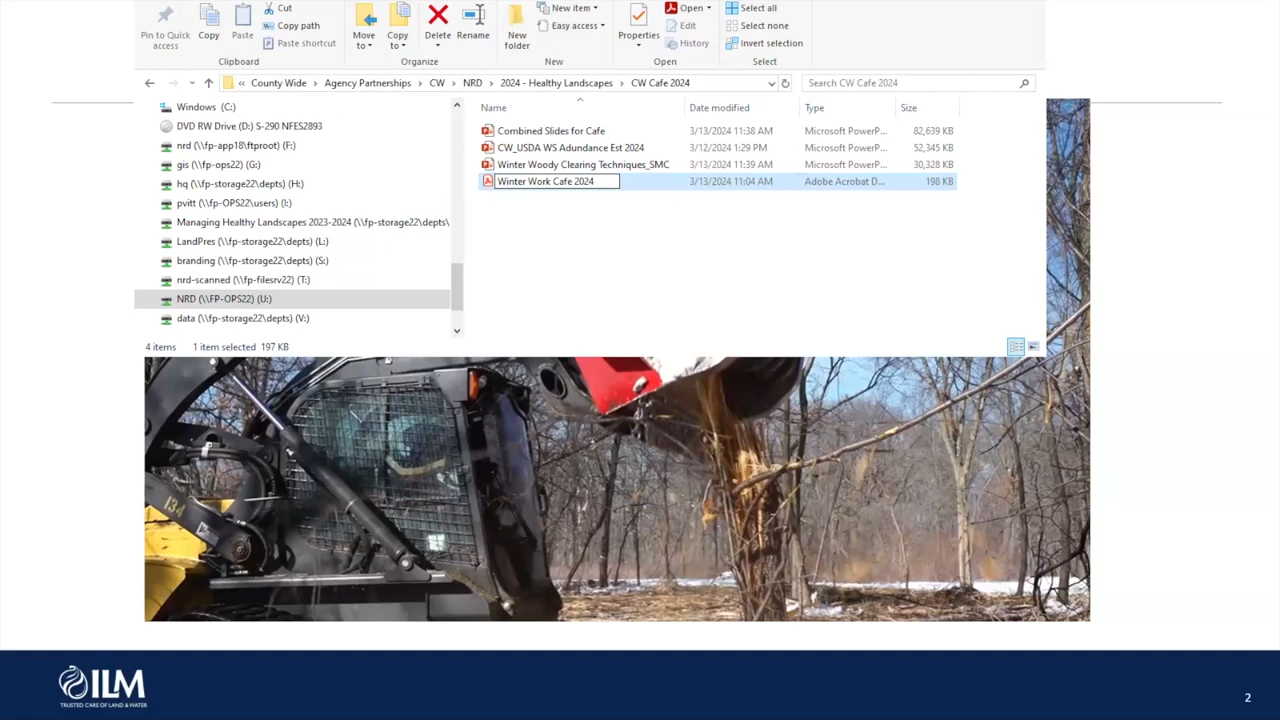 Pin to Quick access
Copy
Paste
Cut
Copy path
Paste shortcut
Clipboard
Move to
Copy to
Delete
Rename
Organize
New folder
New item
Easy access
New
Properties
Open
Edit
History
Open
Select all
Select none
Invert selection
Select
« County Wide > Agency Partnerships > CW > NRD > 2024 - Healthy Landscapes > CW Cafe 2024
Search CW Cafe 2024
Windows (C:)
DVD RW Drive (D:) S-290 NFES2893
nrd (\\fp-app18\ftproot) (F:)
gis (\\fp-ops22) (G:)
hq (\\fp-storage22\depts) (H:)
pvitt (\\fp-OPS22\users) (I:)
Managing Healthy Landscapes 2023-2024 (\\fp-storage22\depts\
LandPres (\\fp-storage22\depts) (L:)
branding (\\fp-storage22\depts) (S:)
nrd-scanned (\\fp-filesrv22) (T:)
NRD (\\FP-OPS22) (U:)
data (\\fp-storage22\depts) (V:)
Name Date modified Type Size
Combined Slides for Cafe 3/13/2024 11:38 AM Microsoft PowerP... 82,639 KB
CW_USDA WS Adundance Est 2024 3/12/2024 1:29 PM Microsoft PowerP... 52,345 KB
Winter Woody Clearing Techniques_SMC 3/13/2024 11:39 AM Microsoft PowerP... 30,328 KB
Winter Work Cafe 2024 3/13/2024 11:04 AM Adobe Acrobat D... 198 KB
4 items 1 item selected 197 KB
134
ILM
TRUSTED CARE OF LAND & WATER
2